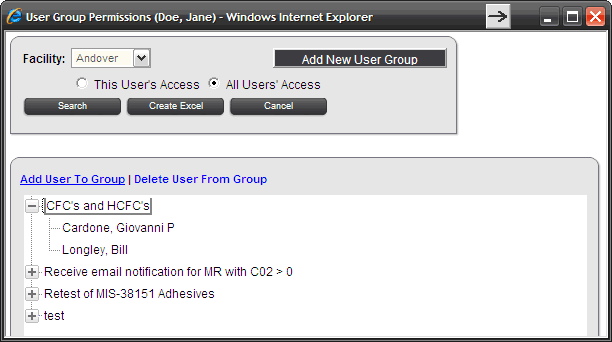 User Group Permissions (Doe, Jane) - Windows Internet Explorer
Facility: Andover Add New User Group
This User's Access All Users' Access
Search Create Excel Cancel
Add User To Group | Delete User From Group
CFC's and HCFC's
Cardone, Giovanni P
Longley, Bill
Receive email notification for MR with C02 > 0
Retest of MIS-38151 Adhesives
test